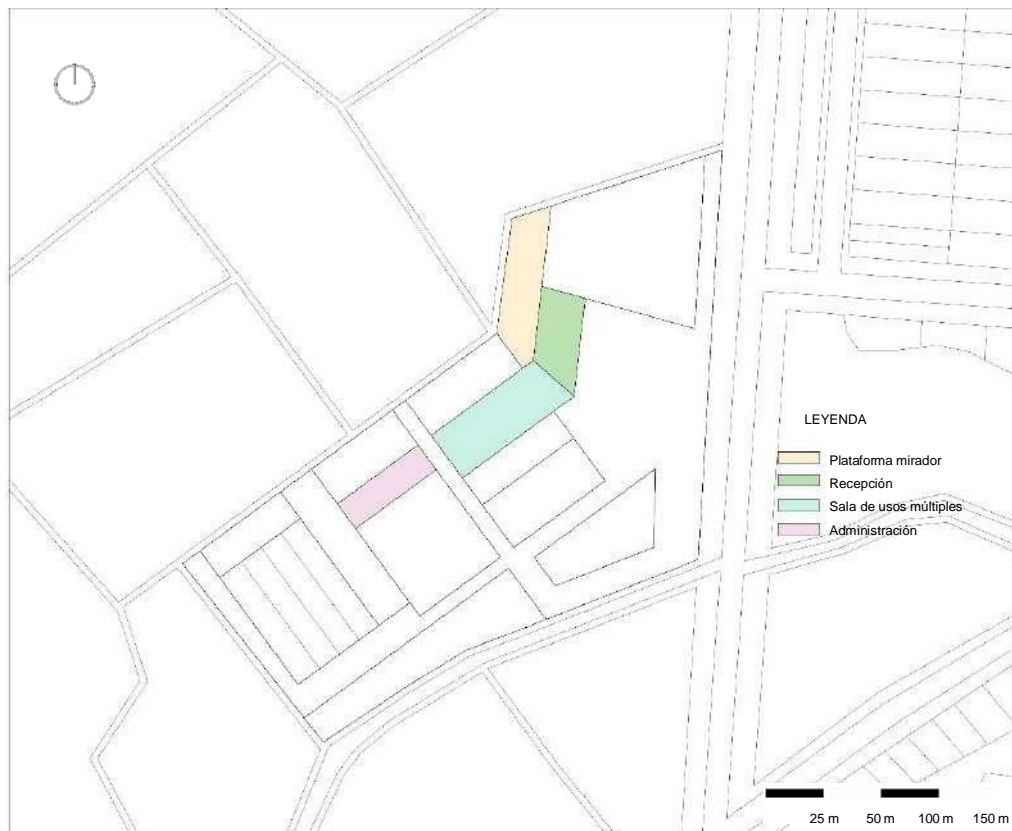 LEYENDA
Plataforma mirador
Recepción
Sala de usos múltiples
Administración
25 m 50 m 100 m 150 m